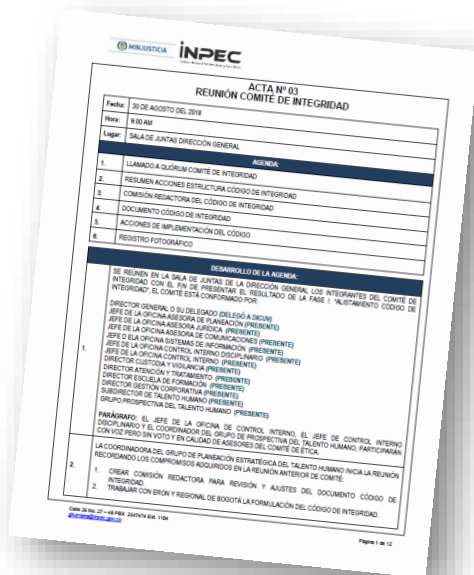 MINJUSTICIA INPEC
ACTA Nº 03
REUNIÓN COMITÉ DE INTEGRIDAD
Fecha: 30 DE AGOSTO DEL 2018
Hora: 9:00 AM
Lugar: SALA DE JUNTAS DIRECCIÓN GENERAL
AGENDA:
1. LLAMADO A QUÓRUM COMITÉ DE INTEGRIDAD
2. RESUMEN ACCIONES ESTRUCTURA CÓDIGO DE INTEGRIDAD
3. COMISIÓN REDACTORA DEL CÓDIGO DE INTEGRIDAD
4. DOCUMENTO CÓDIGO DE INTEGRIDAD
5. ACCIONES DE IMPLEMENTACIÓN DEL CÓDIGO
6. REGISTRO FOTOGRÁFICO
DESARROLLO DE LA AGENDA:
SE REÚNEN EN LA SALA DE JUNTAS DE LA DIRECCIÓN GENERAL LOS INTEGRANTES DEL COMITÉ DE
INTEGRIDAD CON EL FIN DE PRESENTAR EL RESULTADO DE LA FASE I: "ALISTAMIENTO CÓDIGO DE
INTEGRIDAD", EL COMITÉ ESTÁ CONFORMADO POR:
DIRECTOR GENERAL O SU DELEGADO (DELEGÓ A DICUV)
JEFE DE LA OFICINA ASESORA DE PLANEACIÓN (PRESENTE)
JEFE DE LA OFICINA ASESORA JURÍDICA (PRESENTE)
JEFE DE LA OFICINA ASESORA DE COMUNICACIONES (PRESENTE)
JEFE D ELA OFICINA SISTEMAS DE INFORMACIÓN (PRESENTE)
JEFE DE LA OFICINA CONTROL INTERNO DISCIPLINARIO (PRESENTE)
JEFE DE LA OFICINA CONTROL INTERNO (PRESENTE)
DIRECTOR CUSTODIA Y VIGILANCIA (PRESENTE)
DIRECTOR ATENCIÓN Y TRATAMIENTO (PRESENTE)
DIRECTOR ESCUELA DE FORMACIÓN (PRESENTE)
DIRECTOR GESTIÓN CORPORATIVA (PRESENTE)
SUBDIRECTOR DE TALENTO HUMANO (PRESENTE)
GRUPO PROSPECTIVA DEL TALENTO HUMANO (PRESENTE)
1.
PARÁGRAFO: EL JEFE DE LA OFICINA DE CONTROL INTERNO, EL JEFE DE CONTROL INTERNO
DISCIPLINARIO Y EL COORDINADOR DEL GRUPO DE PROSPECTIVA DEL TALENTO HUMANO, PARTICIPARÁN
CON VOZ PERO SIN VOTO Y EN CALIDAD DE ASESORES DEL COMITÉ DE ÉTICA.
LA COORDINADORA DEL GRUPO DE PLANEACIÓN ESTRATÉGICA DEL TALENTO HUMANO INICIA LA REUNIÓN
RECORDANDO LOS COMPROMISOS ADQUIRIDOS EN LA REUNIÓN ANTERIOR DE COMITÉ:
2.
1. CREAR COMISIÓN REDACTORA PARA REVISIÓN Y AJUSTES DEL DOCUMENTO CÓDIGO DE
INTEGRIDAD.
2. TRABAJAR CON ERON Y REGIONAL DE BOGOTÁ LA FORMULACIÓN DEL CÓDIGO DE INTEGRIDAD.
Calle 26 No. 27 – 48 PBX 2347474 Ext. 1104
Página 1 de 12